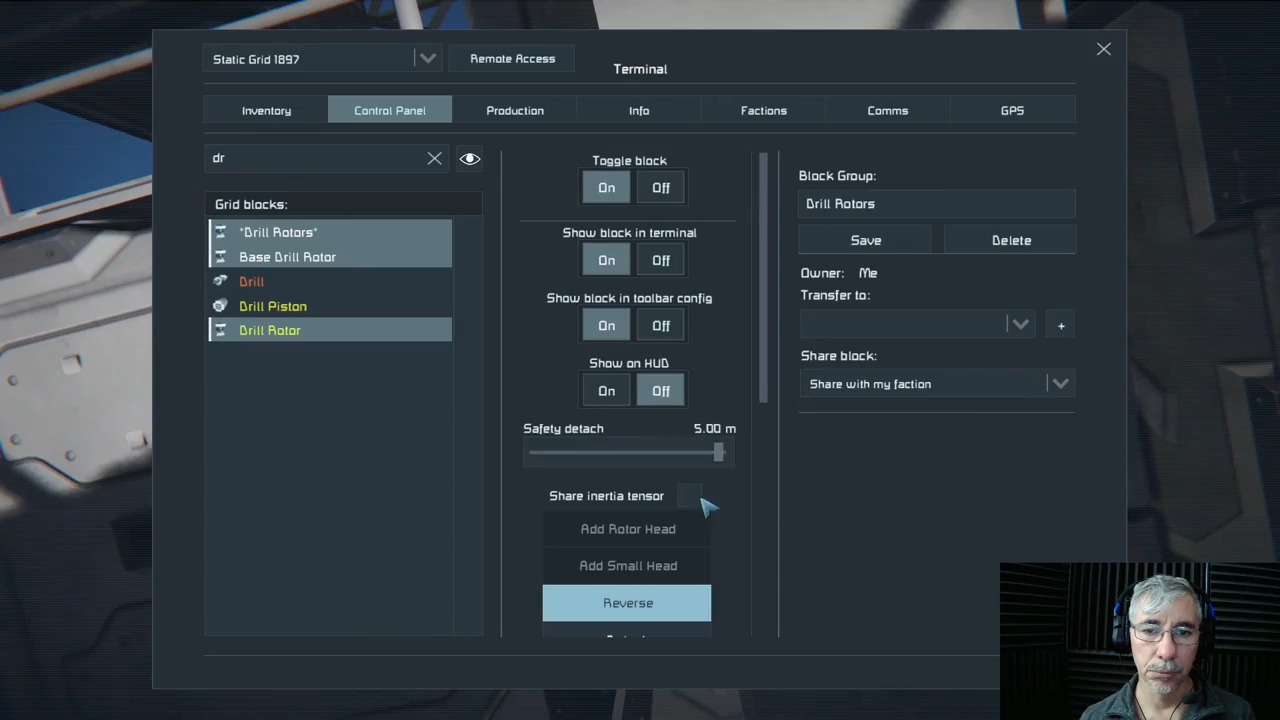 Static Grid 1897
Remote Access
Terminal
Inventory
Control Panel
Production
Info
Factions
Comms
GPS
dr
Grid blocks:
*Drill Rotors*
Base Drill Rotor
Drill
Drill Piston
Drill Rotor
Toggle block
On
Off
Show block in terminal
On
Off
Show block in toolbar config
On
Off
Show on HUD
On
Off
Safety detach 5.00 m
Share inertia tensor
Add Rotor Head
Add Small Head
Reverse
Block Group:
Drill Rotors
Save
Delete
Owner: Me
Transfer to:
+
Share block:
Share with my faction